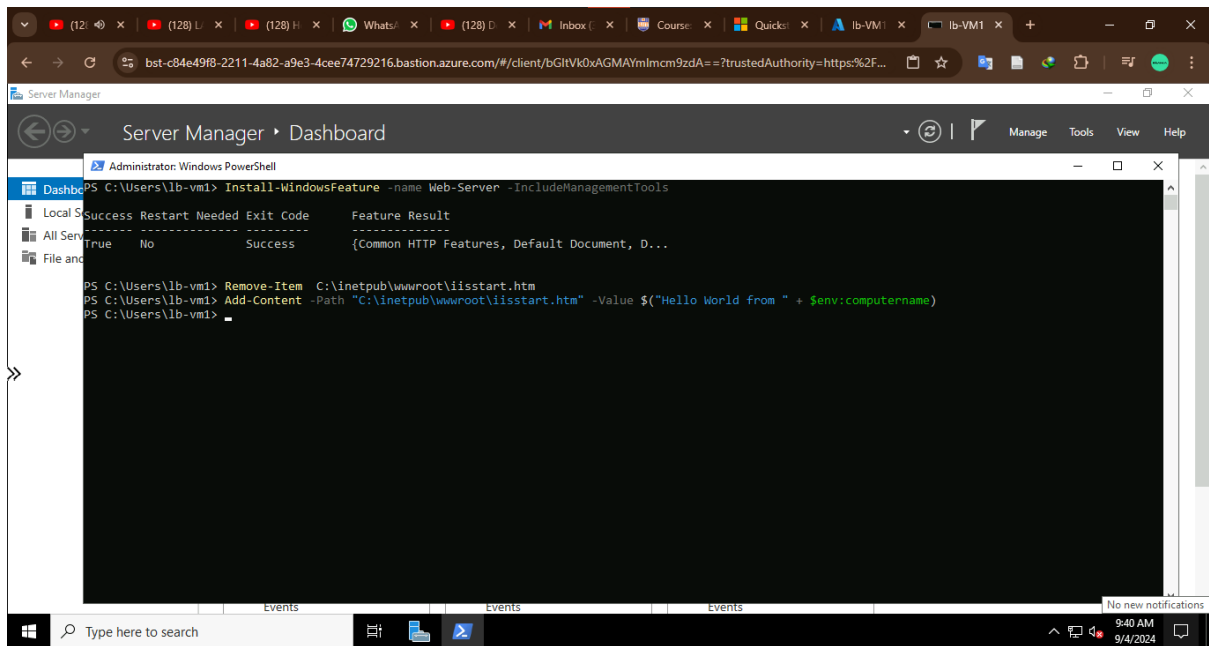 (128
(128) L
(128) H
WhatsA
(128) D
Inbox (
Course
Quickst
lb-VM1
lb-VM1
bst-c84e49f8-2211-4a82-a9e3-4cee74729216.bastion.azure.com/#/client/bGltVk0xAGMAYmlmcm9zdA==?trustedAuthority=https:%2F...
Server Manager
Server Manager • Dashboard
Manage Tools View Help
Administrator: Windows PowerShell
Dashbo
Local Se
All Serv
File and
PS C:\Users\lb-vm1> Install-WindowsFeature -name Web-Server -IncludeManagementTools
Success Restart Needed Exit Code      Feature Result
------- -------------- ---------      --------------
True    No             Success        {Common HTTP Features, Default Document, D...
PS C:\Users\lb-vm1> Remove-Item  C:\inetpub\wwwroot\iisstart.htm
PS C:\Users\lb-vm1> Add-Content -Path "C:\inetpub\wwwroot\iisstart.htm" -Value $("Hello World from " + $env:computername)
PS C:\Users\lb-vm1>
Events Events Events
No new notifications
Type here to search
9:40 AM
9/4/2024